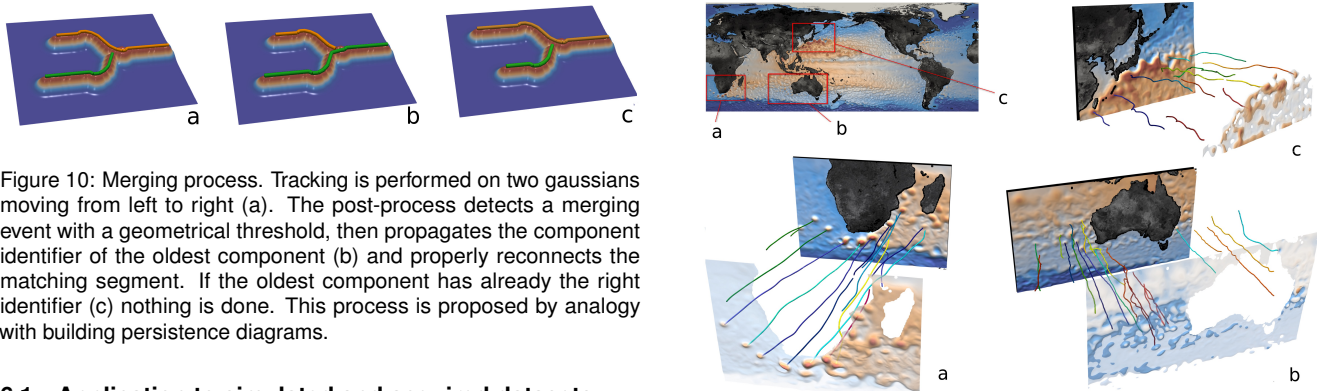 a
b
c
Figure 10: Merging process. Tracking is performed on two gaussians
moving from left to right (a). The post-process detects a merging
event with a geometrical threshold, then propagates the component
identifier of the oldest component (b) and properly reconnects the
matching segment. If the oldest component has already the right
identifier (c) nothing is done. This process is proposed by analogy
with building persistence diagrams.
a
b
c
c
a
b